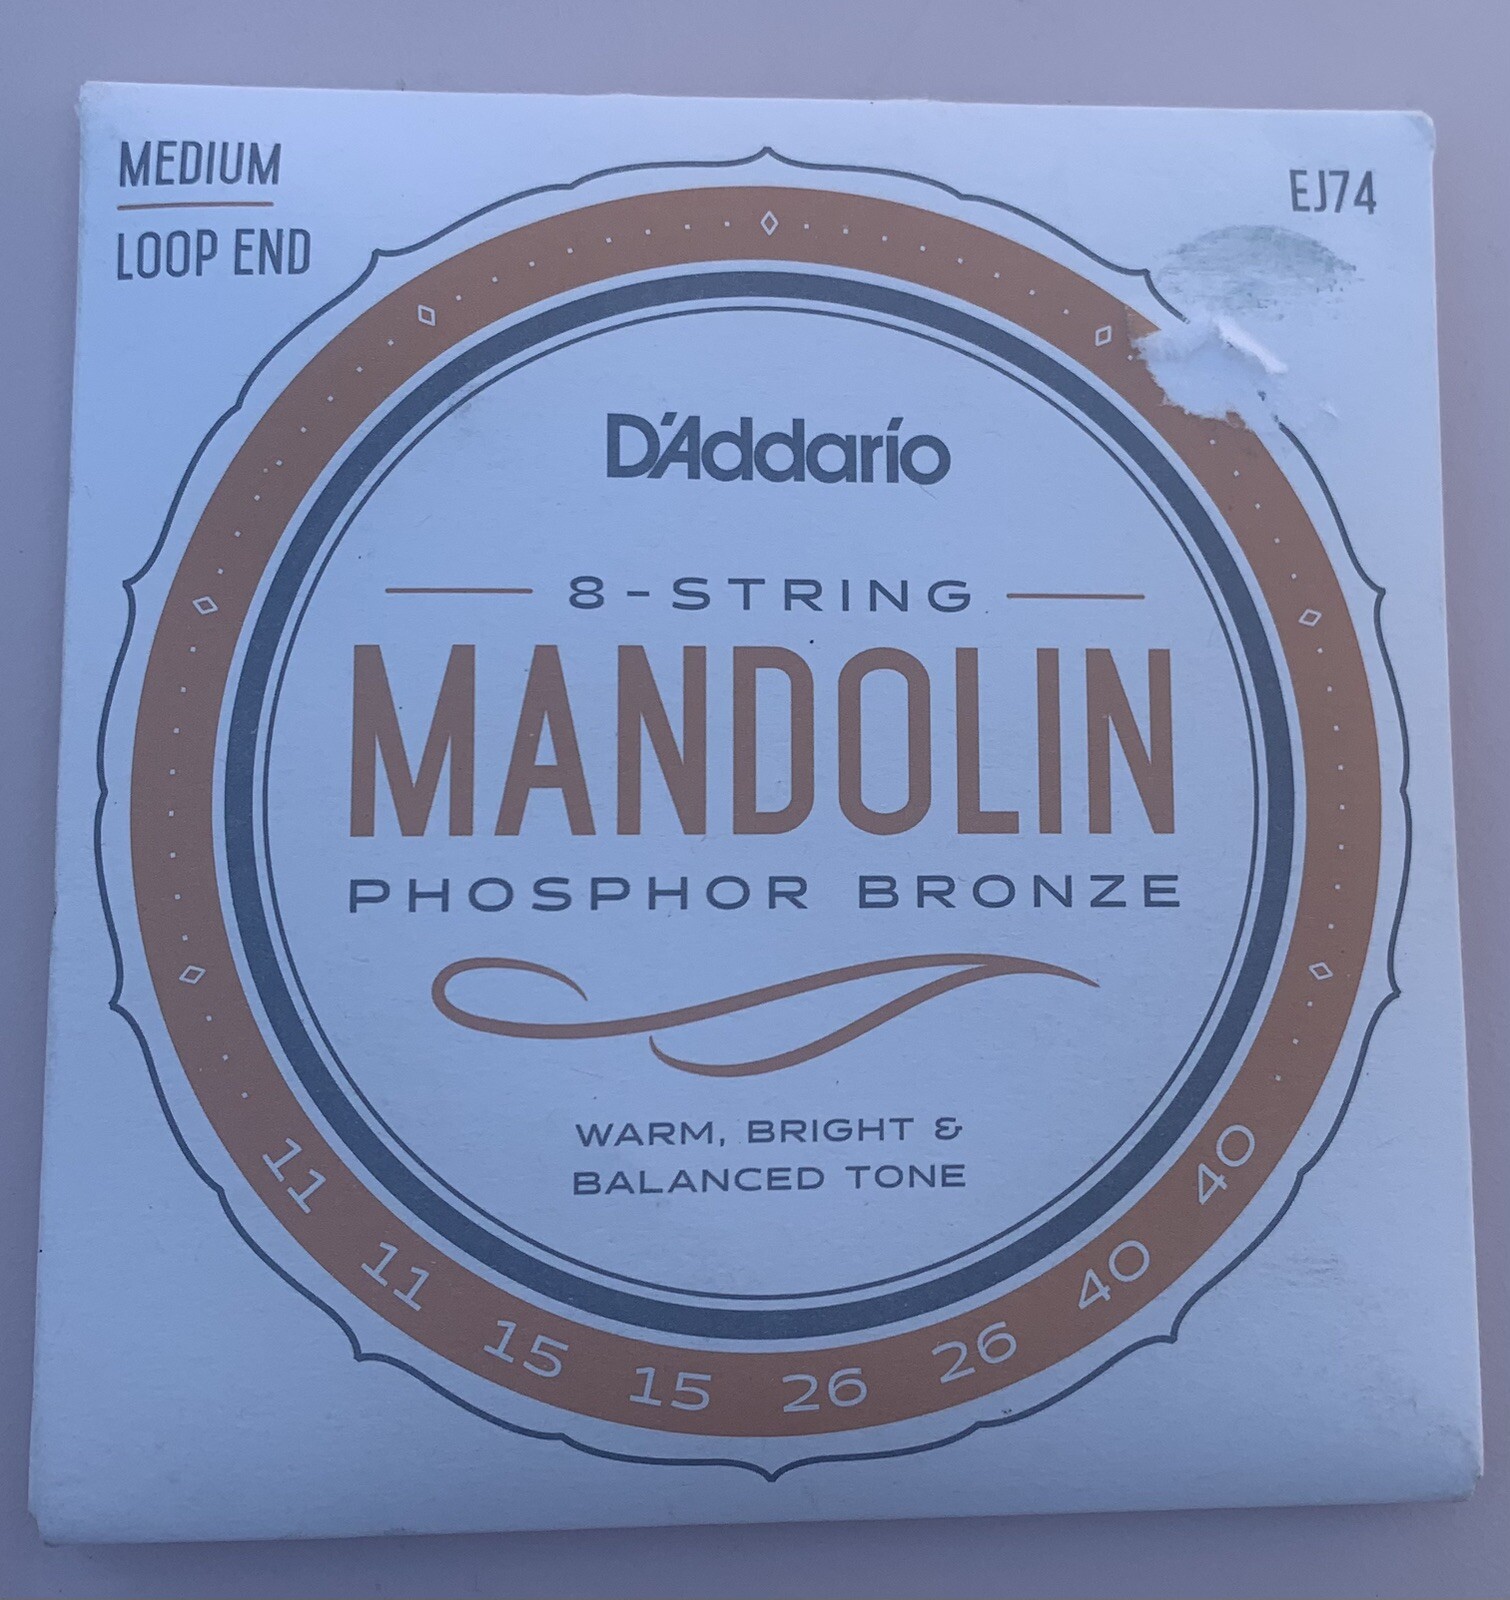 MEDIUM
LOOP END
EJ74
D'Addario
8-STRING
MANDOLIN
PHOSPHOR BRONZE
WARM, BRIGHT &
BALANCED TONE
11 11 15 15 26 26 40 40